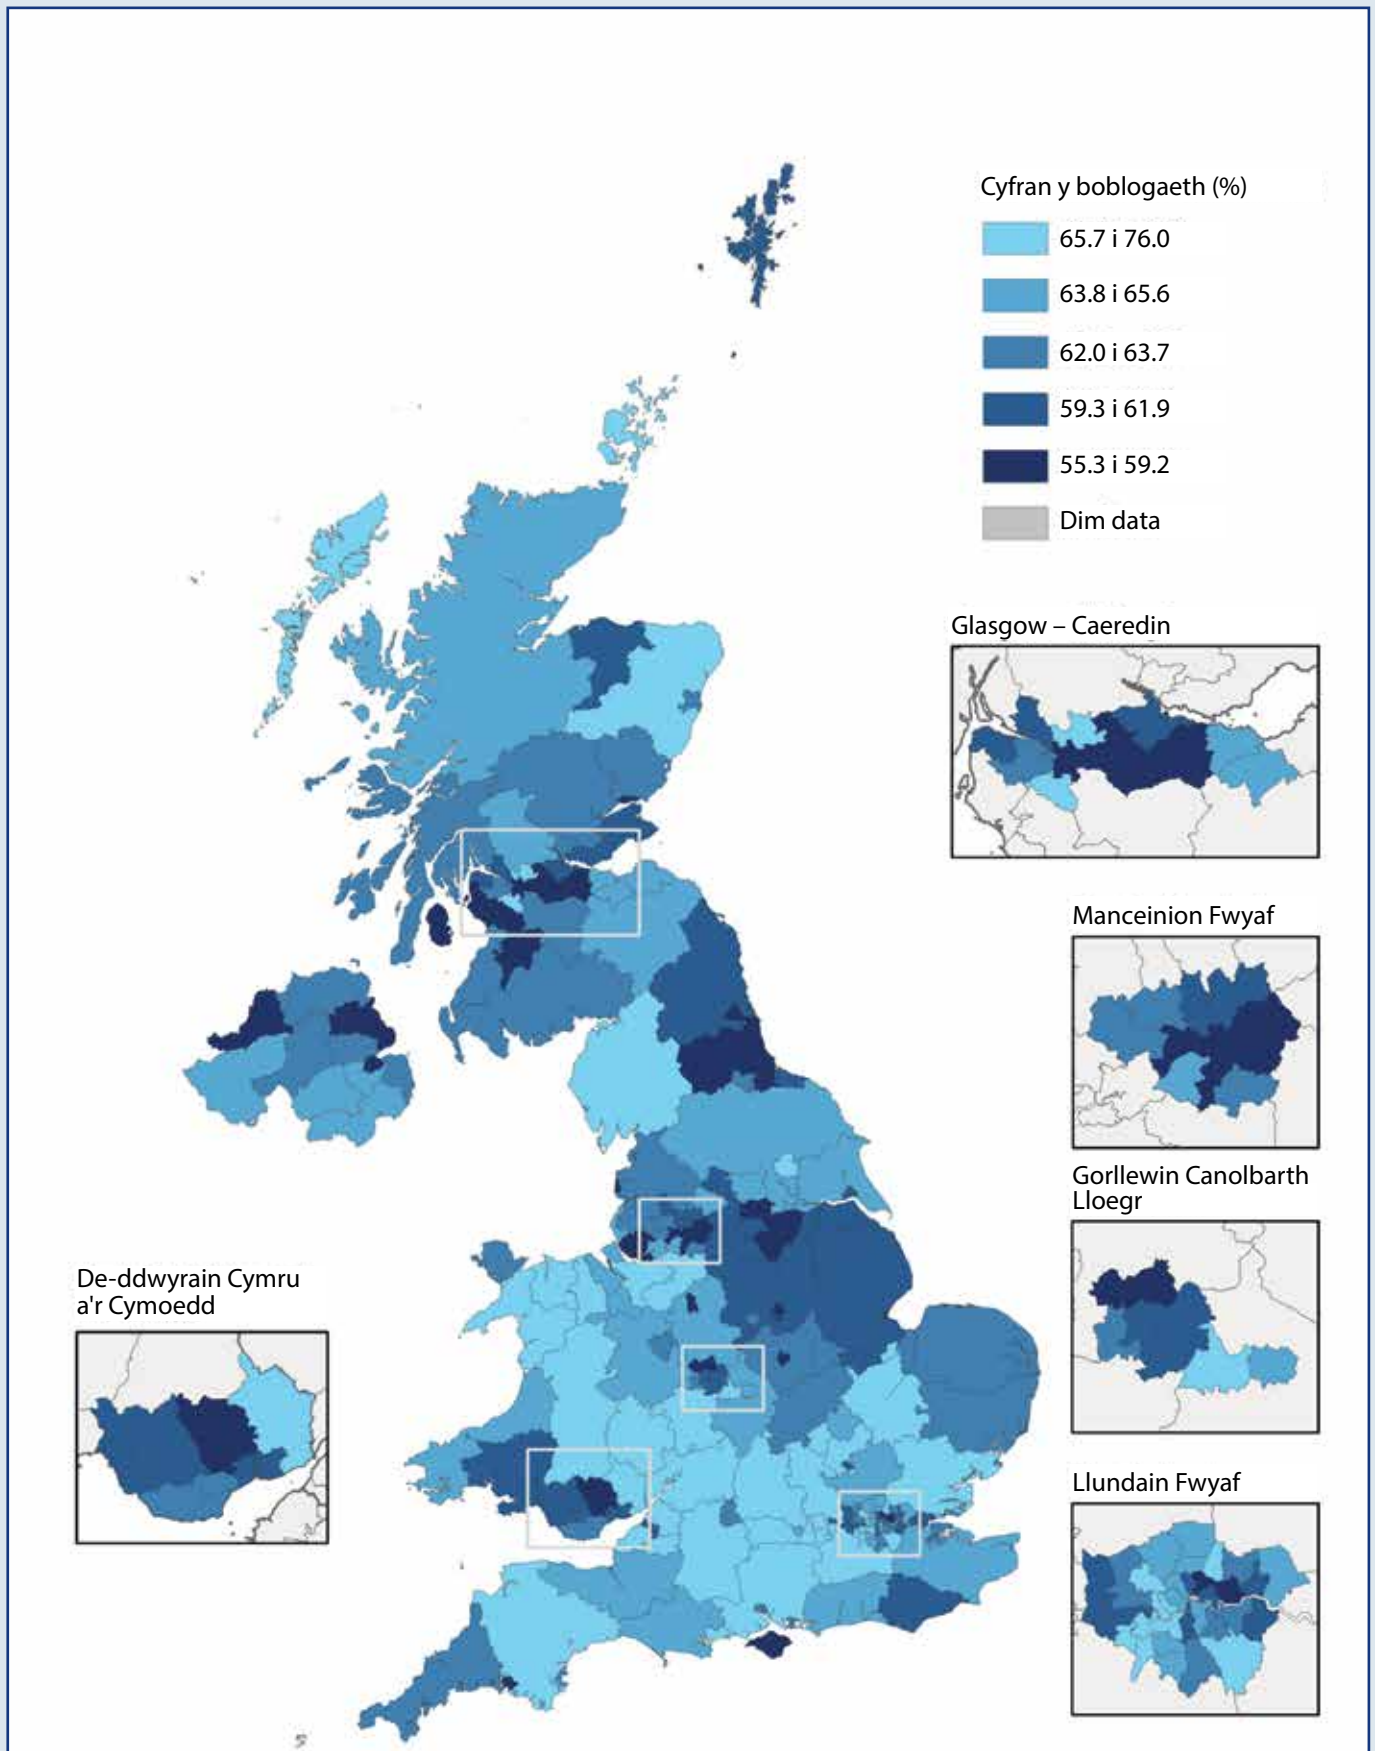 Cyfran y boblogaeth (%)
65.7 i 76.0
63.8 i 65.6
62.0 i 63.7
59.3 i 61.9
55.3 i 59.2
Dim data
Glasgow – Caeredin
Manceinion Fwyaf
Gorllewin Canolbarth
Lloegr
De-ddwyrain Cymru
a'r Cymoedd
Llundain Fwyaf